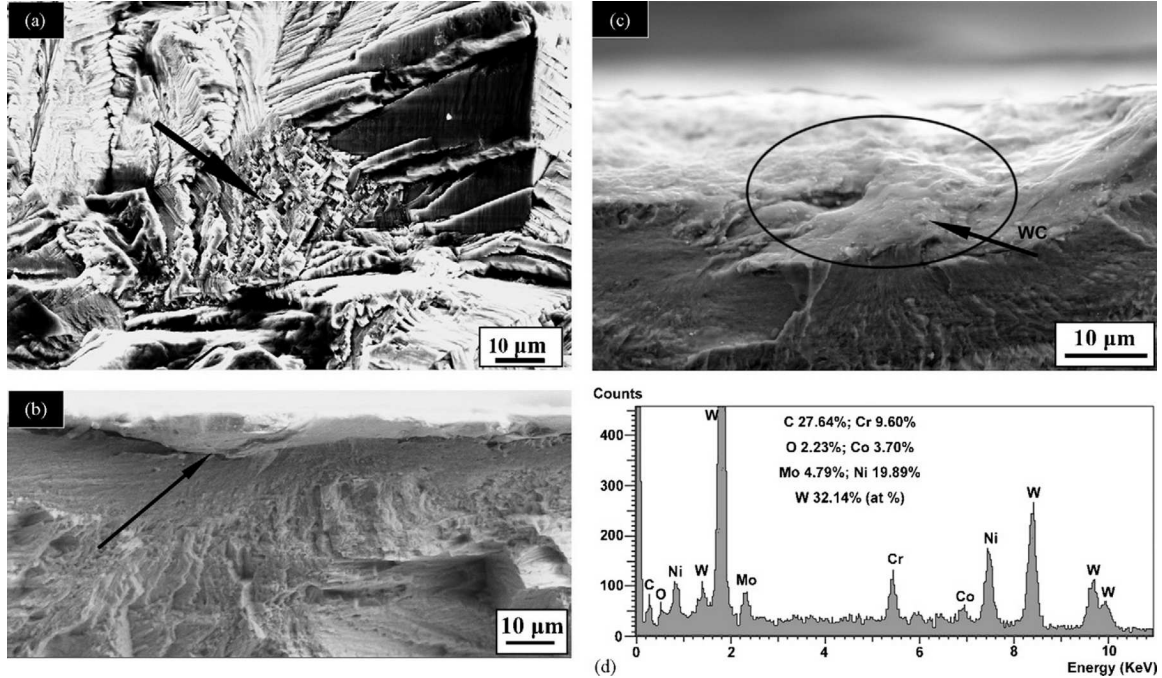 (a)
10 µm
(b)
10 µm
(c)
WC
10 µm
Counts
400
300
200
100
0
W
C 27.64%; Cr 9.60%
O 2.23%; Co 3.70%
Mo 4.79%; Ni 19.89%
W 32.14% (at %)
C
O
Ni
W
Mo
Cr
Co
Ni
W
W
W
0 2 4 6 8 10
Energy (KeV)
(d)